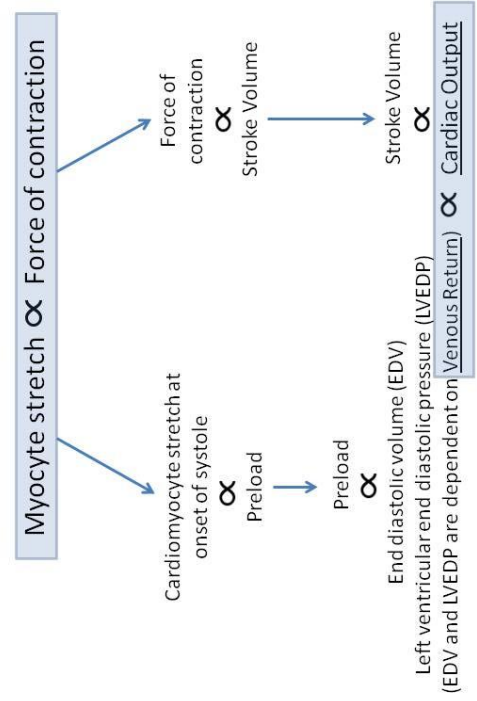 Myocyte stretch ∝ Force of contraction
Cardiomyocyte stretch at
onset of systole
∝
Preload
Preload
∝
End diastolic volume (EDV)
Left ventricular end diastolic pressure (LVEDP)
(EDV and LVEDP are dependent on Venous Return) ∝ Cardiac Output
Force of
contraction
∝
Stroke Volume
Stroke Volume
∝